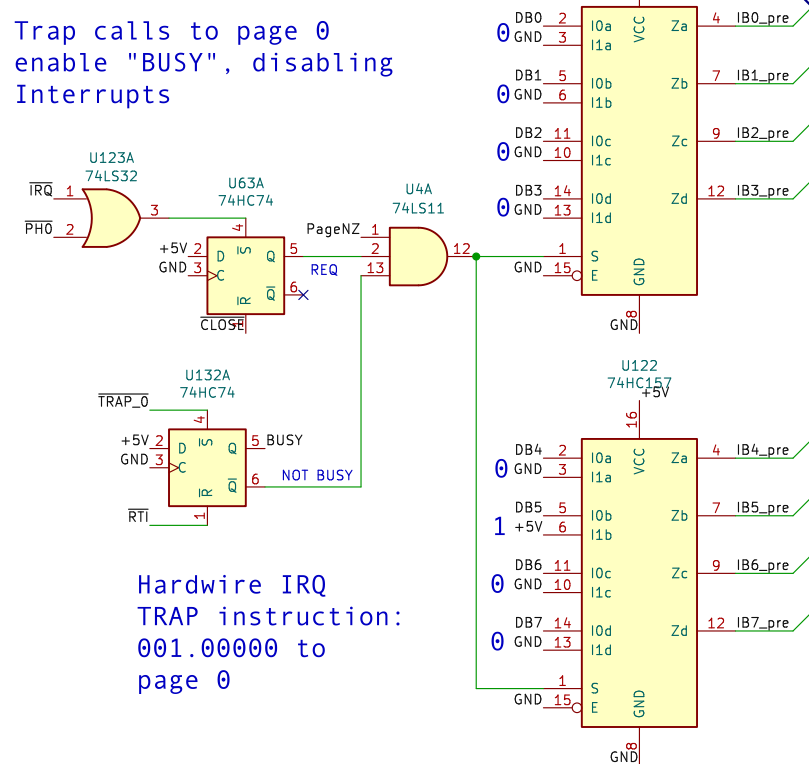 Trap calls to page 0
enable "BUSY", disabling
Interrupts
DB0 2 I0a VCC Za 4 IB0_pre
0 GND 3 I1a
DB1 5 I0b Zb 7 IB1_pre
0 GND 6 I1b
DB2 11 I0c Zc 9 IB2_pre
0 GND 10 I1c
DB3 14 I0d Zd 12 IB3_pre
0 GND 13 I1d
1 S
GND 15 E GND
GND 8
U123A
74LS32
IRQ 1
3
PH0 2
U63A
74HC74
4
+5V 2 D S Q 5
REQ
GND 3 C
R Q 6
CLOSE 1
U4A
74LS11
PageNZ 1
2 12
13
U132A
74HC74
TRAP_0
4
+5V 2 D S Q 5 BUSY
GND 3 C
R Q 6 NOT BUSY
RTI 1
U122
74HC157
+5V
16
DB4 2 I0a VCC Za 4 IB4_pre
0 GND 3 I1a
DB5 5 I0b Zb 7 IB5_pre
1 +5V 6 I1b
DB6 11 I0c Zc 9 IB6_pre
0 GND 10 I1c
DB7 14 I0d Zd 12 IB7_pre
0 GND 13 I1d
1 S
GND 15 E GND
GND 8
Hardwire IRQ
TRAP instruction:
001.00000 to
page 0